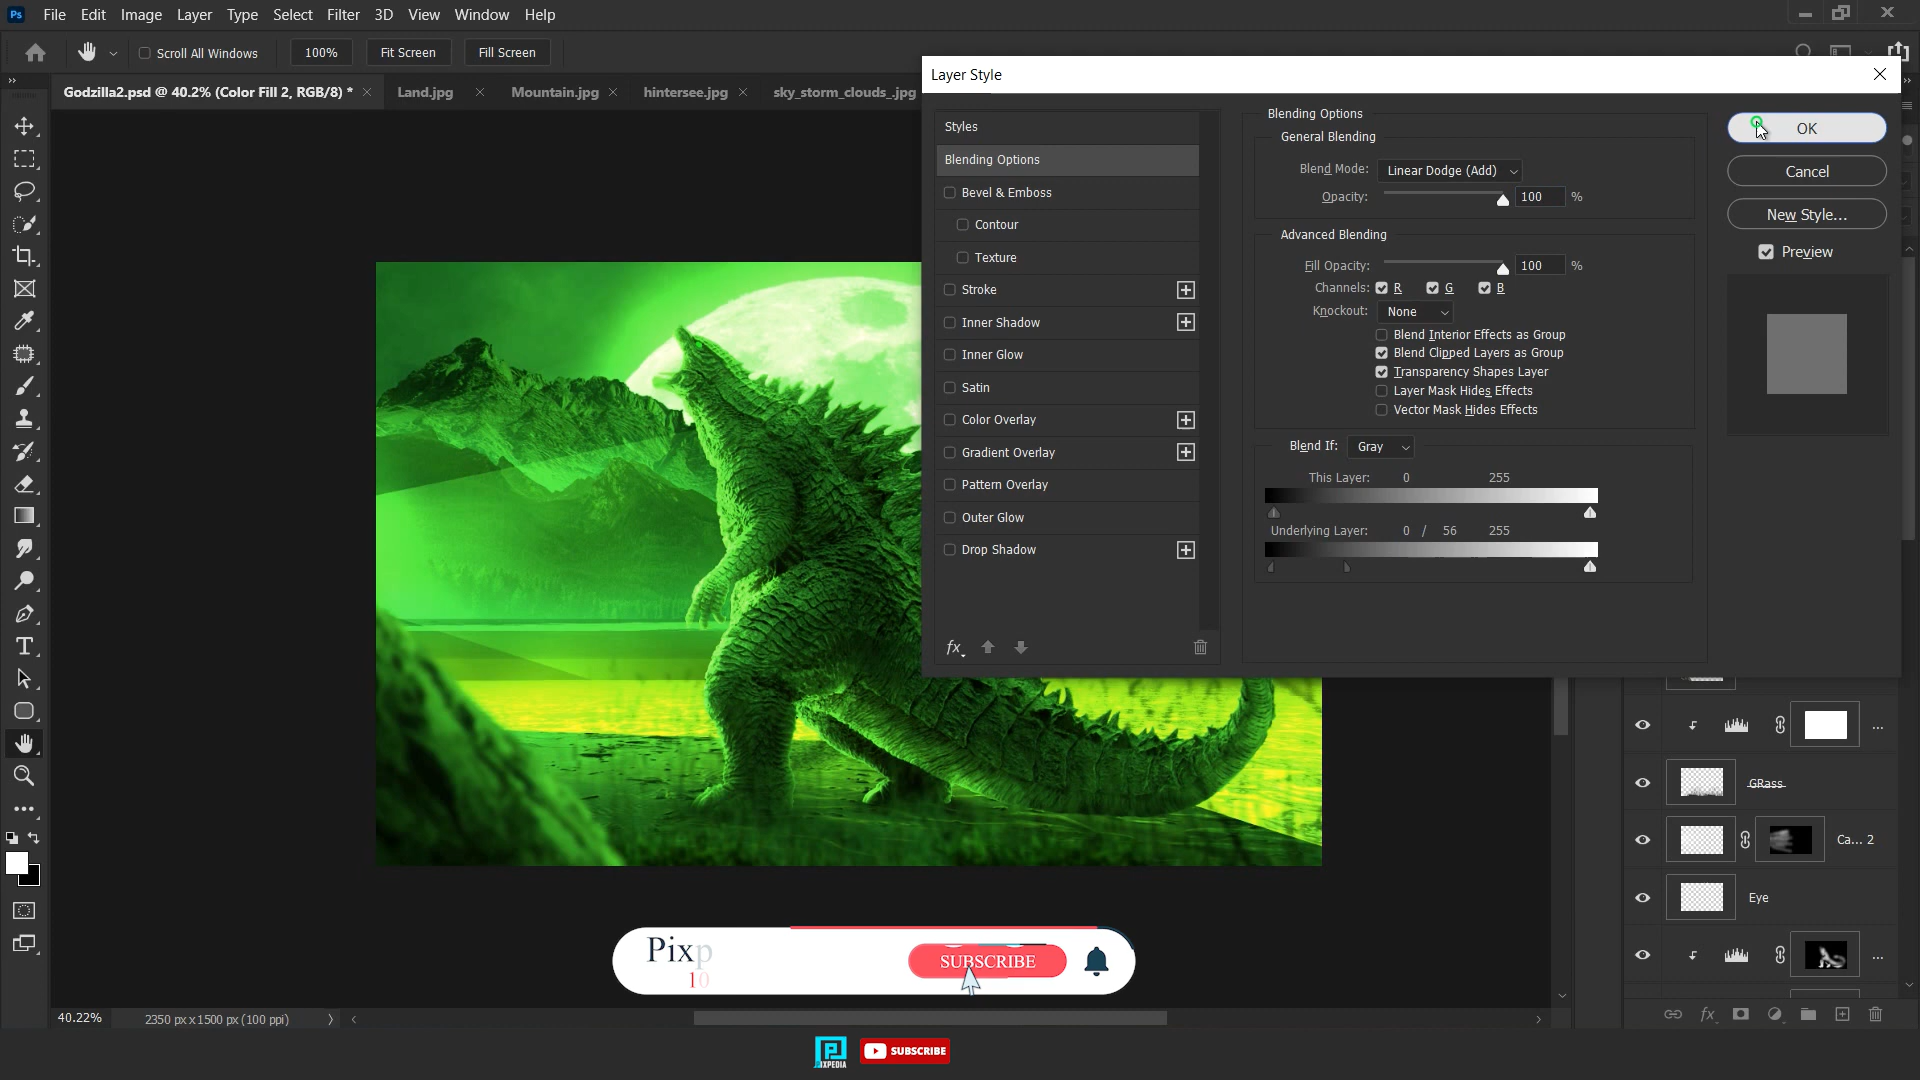 Ps File Edit Image Layer Type Select Filter 3D View Window Help
Scroll All Windows 100% Fit Screen Fill Screen
Godzilla2.psd @ 40.2% (Color Fill 2, RGB/8) * × Land.jpg × Mountain.jpg × hintersee.jpg × sky_storm_clouds_.jpg
Layer Style
Styles
Blending Options
Bevel & Emboss
Contour
Texture
Stroke
Inner Shadow
Inner Glow
Satin
Color Overlay
Gradient Overlay
Pattern Overlay
Outer Glow
Drop Shadow
fx
Blending Options
General Blending
Blend Mode: Linear Dodge (Add)
Opacity: 100 %
Advanced Blending
Fill Opacity: 100 %
Channels: R G B
Knockout: None
Blend Interior Effects as Group
Blend Clipped Layers as Group
Transparency Shapes Layer
Layer Mask Hides Effects
Vector Mask Hides Effects
Blend If: Gray
This Layer: 0 255
Underlying Layer: 0 / 56 255
OK
Cancel
New Style...
Preview
...
GRass
Ca... 2
Eye
...
fx
Pixp
10
SUBSCRIBE
40.22% 2350 px x 1500 px (100 ppi)
PIXPEDIA SUBSCRIBE